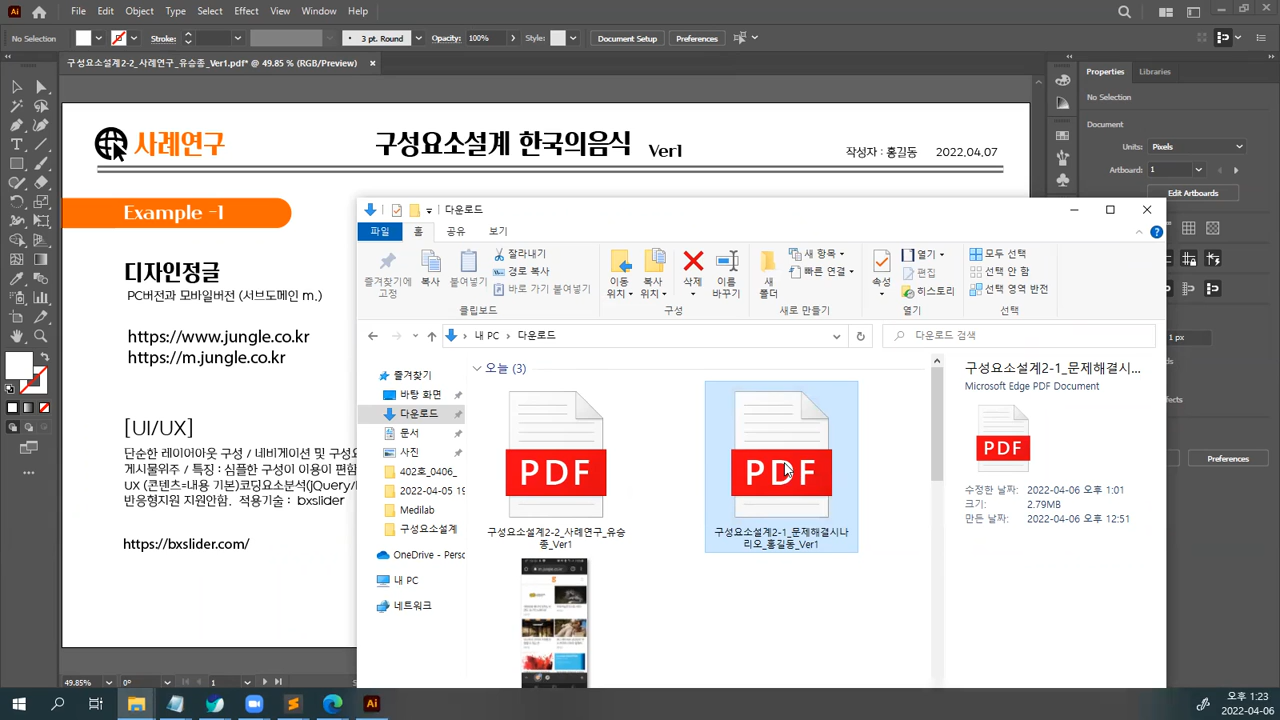 File Edit Object Type Select Effect View Window Help
No Selection Stroke: 3 pt. Round Opacity: 100% Style: Document Setup Preferences
구성요소설계2-2_사례연구_유승종_Ver1.pdf* @ 49.85 % (RGB/Preview)
사례연구 구성요소설계 한국의음식 Ver1 작성자 : 홍길동 2022.04.07
Example -1
디자인정글
PC버전과 모바일버전 (서브도메인 m.)
https://www.jungle.co.kr
https://m.jungle.co.kr
[UI/UX]
단순한 레이어아웃 구성 / 네비게이션 및 구성
게시물위주 / 특징 : 심플한 구성이 이용이 편함
UX (컨텐츠=내용 기본)코딩요소분석(jQuery/
반응형지원 지원안함. 적용기술 : bxslider
https://bxslider.com/
49.85% 0° 1
Properties Libraries
No Selection
Document
Units: Pixels
Artboard: 1
Edit Artboards
1 px
Preferences
다운로드
파일 홈 공유 보기
즐겨찾기에
고정
복사
붙여넣기
잘라내기
경로 복사
바로 가기 붙여넣기
클립보드
이동
위치
복사
위치
삭제
이름
바꾸기
구성
새
폴더
새 항목
빠른 연결
새로 만들기
속성
열기
편집
히스토리
열기
모두 선택
선택 안 함
선택 영역 반전
선택
내 PC 다운로드
다운로드 검색
즐겨찾기
바탕 화면
다운로드
문서
사진
402호_0406_
2022-04-05 19
Medilab
구성요소설계
OneDrive - Perso
내 PC
네트워크
오늘 (3)
PDF
구성요소설계2-2_사례연구_유승
종_Ver1
PDF
구성요소설계2-1_문제해결시나
리오_홍길동_Ver1
구성요소설계2-1_문제해결시...
Microsoft Edge PDF Document
PDF
수정한 날짜: 2022-04-06 오후 1:01
크기: 2.79MB
만든 날짜: 2022-04-06 오후 12:51
오후 1:23
2022-04-06